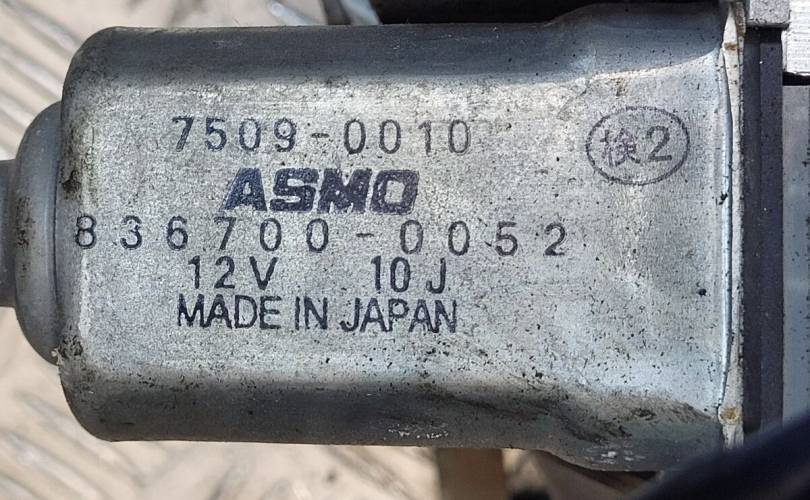 7509-0010
検2
ASMO
836700-0052
12V 10J
MADE IN JAPAN